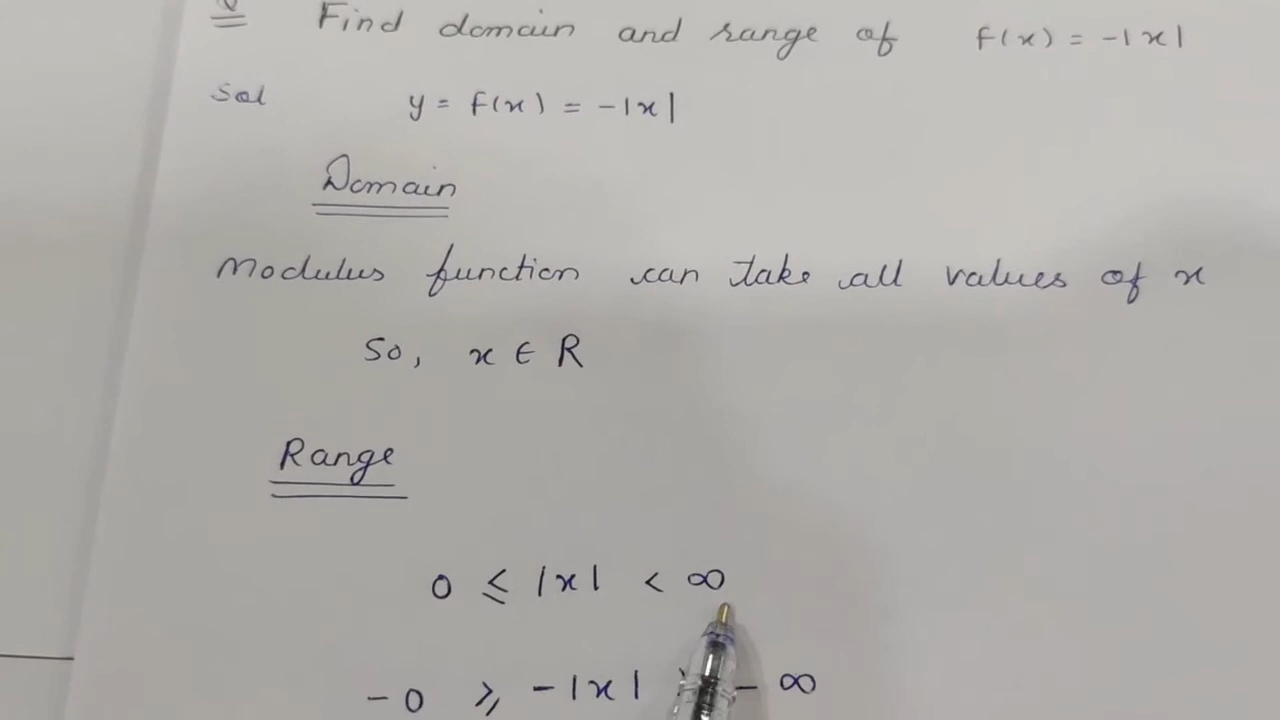 Q Find domain and range of f(x) = -|x|
Sol y = f(x) = -|x|
Domain
Modulus function can take all values of x
So, x ∈ R
Range
0 ≤ |x| < ∞
-0 ≥ -|x| - ∞